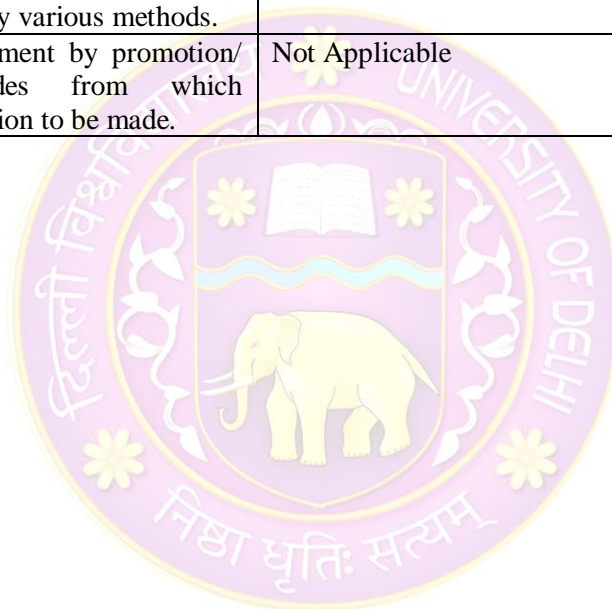 y various methods.
ment by promotion/ Not Applicable
des from which
ion to be made.
दिल्ली विश्वविद्यालय
UNIVERSITY OF DELHI
निष्ठा धृतिः सत्यम्